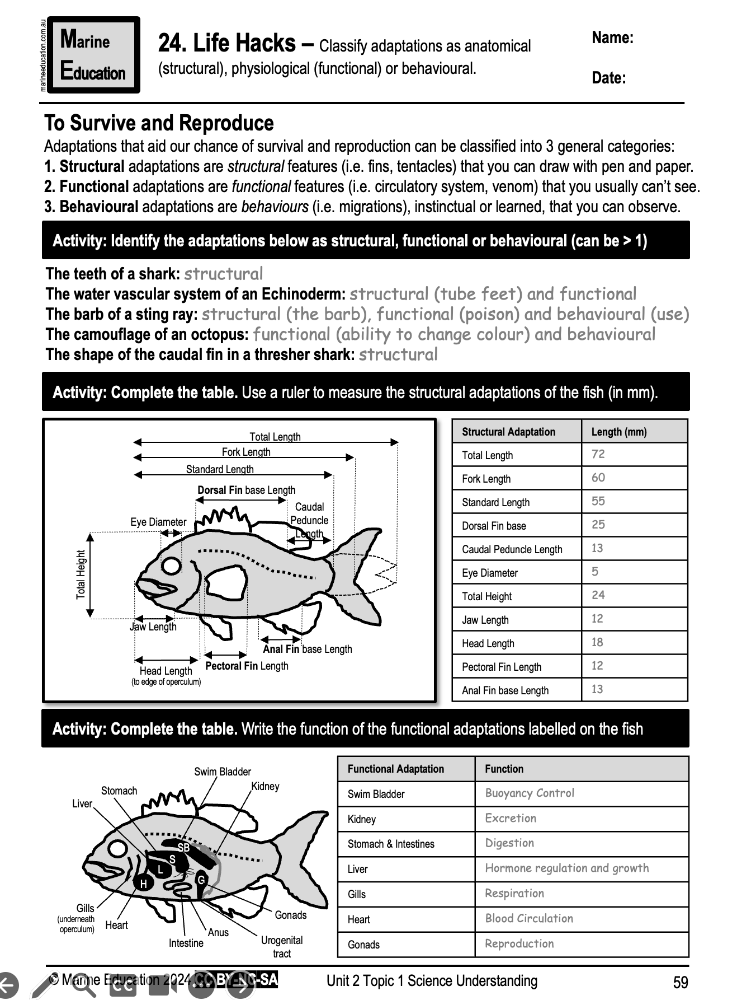 marineeducation.com.au
Marine
Education
24. Life Hacks – Classify adaptations as anatomical
(structural), physiological (functional) or behavioural.
Name:
Date:
To Survive and Reproduce
Adaptations that aid our chance of survival and reproduction can be classified into 3 general categories:
1. Structural adaptations are structural features (i.e. fins, tentacles) that you can draw with pen and paper.
2. Functional adaptations are functional features (i.e. circulatory system, venom) that you usually can't see.
3. Behavioural adaptations are behaviours (i.e. migrations), instinctual or learned, that you can observe.
Activity: Identify the adaptations below as structural, functional or behavioural (can be > 1)
The teeth of a shark: structural
The water vascular system of an Echinoderm: structural (tube feet) and functional
The barb of a sting ray: structural (the barb), functional (poison) and behavioural (use)
The camouflage of an octopus: functional (ability to change colour) and behavioural
The shape of the caudal fin in a thresher shark: structural
Activity: Complete the table. Use a ruler to measure the structural adaptations of the fish (in mm).
Total Length
Fork Length
Standard Length
Dorsal Fin base Length
Caudal
Peduncle
Length
Eye Diameter
Total Height
Jaw Length
Anal Fin base Length
Pectoral Fin Length
Head Length
(to edge of operculum)
Structural Adaptation Length (mm)
Total Length 72
Fork Length 60
Standard Length 55
Dorsal Fin base 25
Caudal Peduncle Length 13
Eye Diameter 5
Total Height 24
Jaw Length 12
Head Length 18
Pectoral Fin Length 12
Anal Fin base Length 13
Activity: Complete the table. Write the function of the functional adaptations labelled on the fish
Swim Bladder
Kidney
Stomach
Liver
SB
S
L
G
H
Gills
(underneath
operculum)
Heart
Intestine
Anus
Gonads
Urogenital
tract
Functional Adaptation Function
Swim Bladder Buoyancy Control
Kidney Excretion
Stomach & Intestines Digestion
Liver Hormone regulation and growth
Gills Respiration
Heart Blood Circulation
Gonads Reproduction
© Marine Education 2024 CC BY-NC-SA
CC
Unit 2 Topic 1 Science Understanding
59